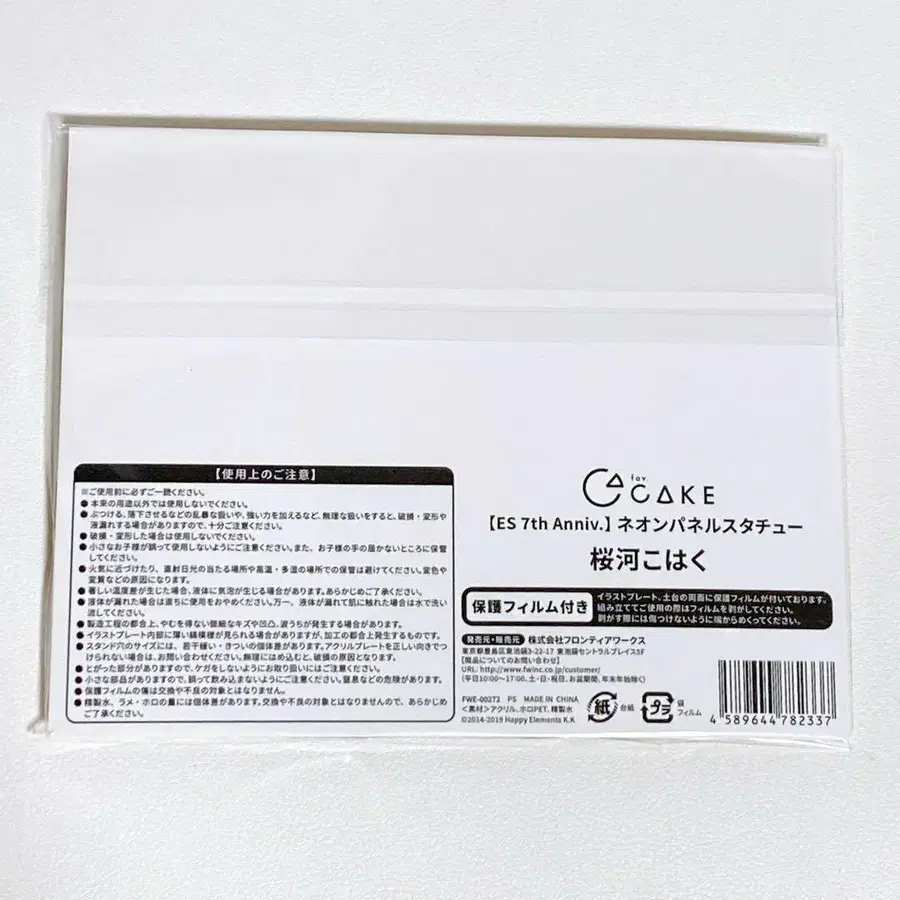 【使用上のご注意】
※ご使用前に必ずご一読ください。
● 本来の用途以外では使用しないでください。
● ぶつける、落下させるなどの乱暴な扱いや、強い力を加えるなど、無理な扱いをすると、破損・変形や
液漏れする場合がありますので、十分ご注意ください。
● 破損・変形した場合は使用しないでください。
● 小さなお子様が誤って使用しないようにご注意ください。また、お子様の手の届かないところに保管
してください。
● 火気に近づけたり、直射日光の当たる場所や高温・多湿の場所での保管は避けてください。変色や
変質などの原因になります。
● 著しい温度差が生じた場合、液体に気泡が生じる場合があります。あらかじめご了承ください。
● 液体が漏れた場合は直ちに使用をおやめください。万一、液体が漏れて肌に触れた場合は水で洗い
流してください。
● 製造工程の都合上、やむを得ない微細なキズや凹凸、波うちが発生する場合があります。
● イラストプレート内部に薄い縞模様が見られる場合がありますが、加工の都合上発生するものです。
● スタンド穴のサイズには、若干緩い・きついの個体差があります。アクリルプレートを正しい向きでつけ
られない場合は、お問い合わせください。無理にはめ込むと、破損の原因となります。
● とがった部分がありますので、ケガをしないようにお取り扱いにはご注意ください。
● 小さな部品がありますので、誤って飲み込まないようにご注意ください。窒息などの危険があります。
● 保護フィルムの傷は交換や不良の対象とはなりません。
● 精製水、ラメ・ホロの量には個体差があります。交換や不良の対象とはなりませんので、あらかじめ
ご了承ください。
fav.
CAKE
【ES 7th Anniv.】ネオンパネルスタチュー
桜河こはく
保護フィルム付き
イラストプレート、土台の両面に保護フィルムが付いております。
組み立ててご使用の際はフィルムを剥がしてください。
剥がす際には傷つけないように端からめくってください。
発売元・販売元 株式会社フロンティアワークス
東京都豊島区東池袋3-22-17 東池袋セントラルプレイス5F
【商品についてのお問い合わせ】
URL: http://www.fwinc.co.jp/customer/
(平日10:00〜17:00、土・日・祝日、お盆期間、年末年始除く)
FWE-00272 PS MADE IN CHINA
<素材>アクリル、ホロPET、精製水
©2014-2019 Happy Elements K.K
紙 台紙
プラ 袋 フィルム
4 589644 782337